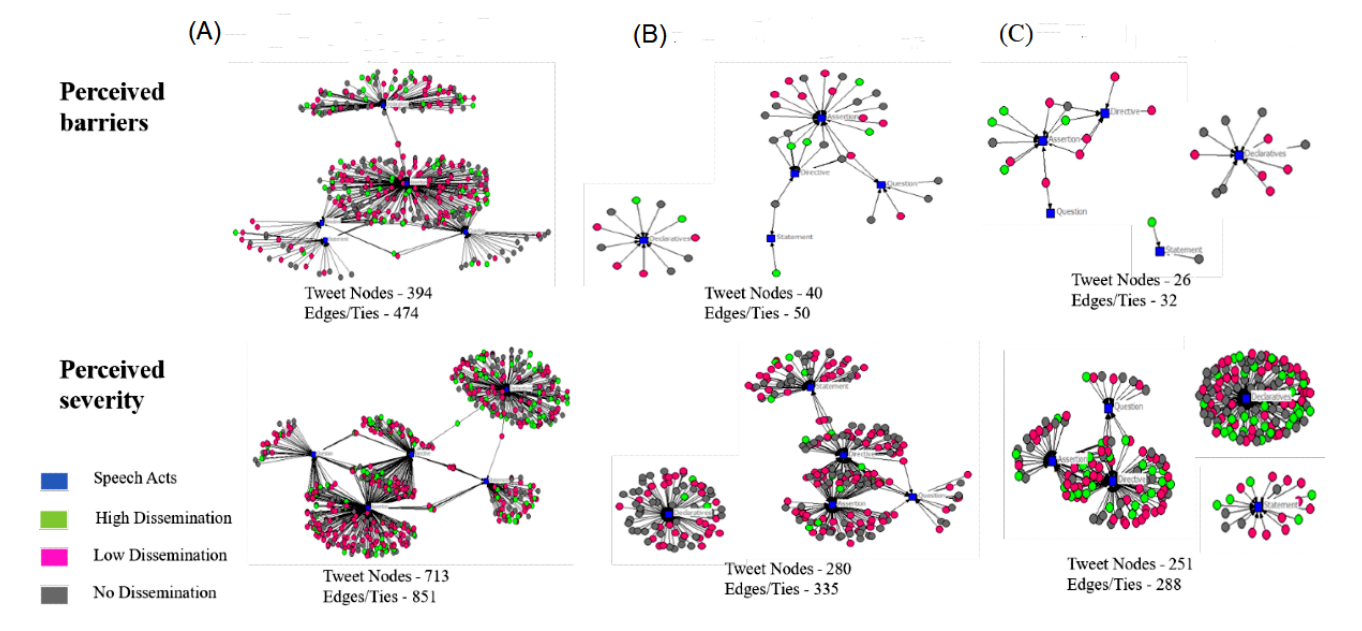 (A)
(B)
(C)
Perceived
barriers
Assertion
Directive
Question
Statement
Declaratives
Assertion
Directive
Question
Declaratives
Statement
Tweet Nodes - 394
Edges/Ties - 474
Tweet Nodes - 40
Edges/Ties - 50
Tweet Nodes - 26
Edges/Ties - 32
Perceived
severity
Statement
Directive
Assertion
Question
Declaratives
Question
Assertion
Directive
Declaratives
Statement
Speech Acts
High Dissemination
Low Dissemination
No Dissemination
Tweet Nodes - 713
Edges/Ties - 851
Tweet Nodes - 280
Edges/Ties - 335
Tweet Nodes - 251
Edges/Ties - 288